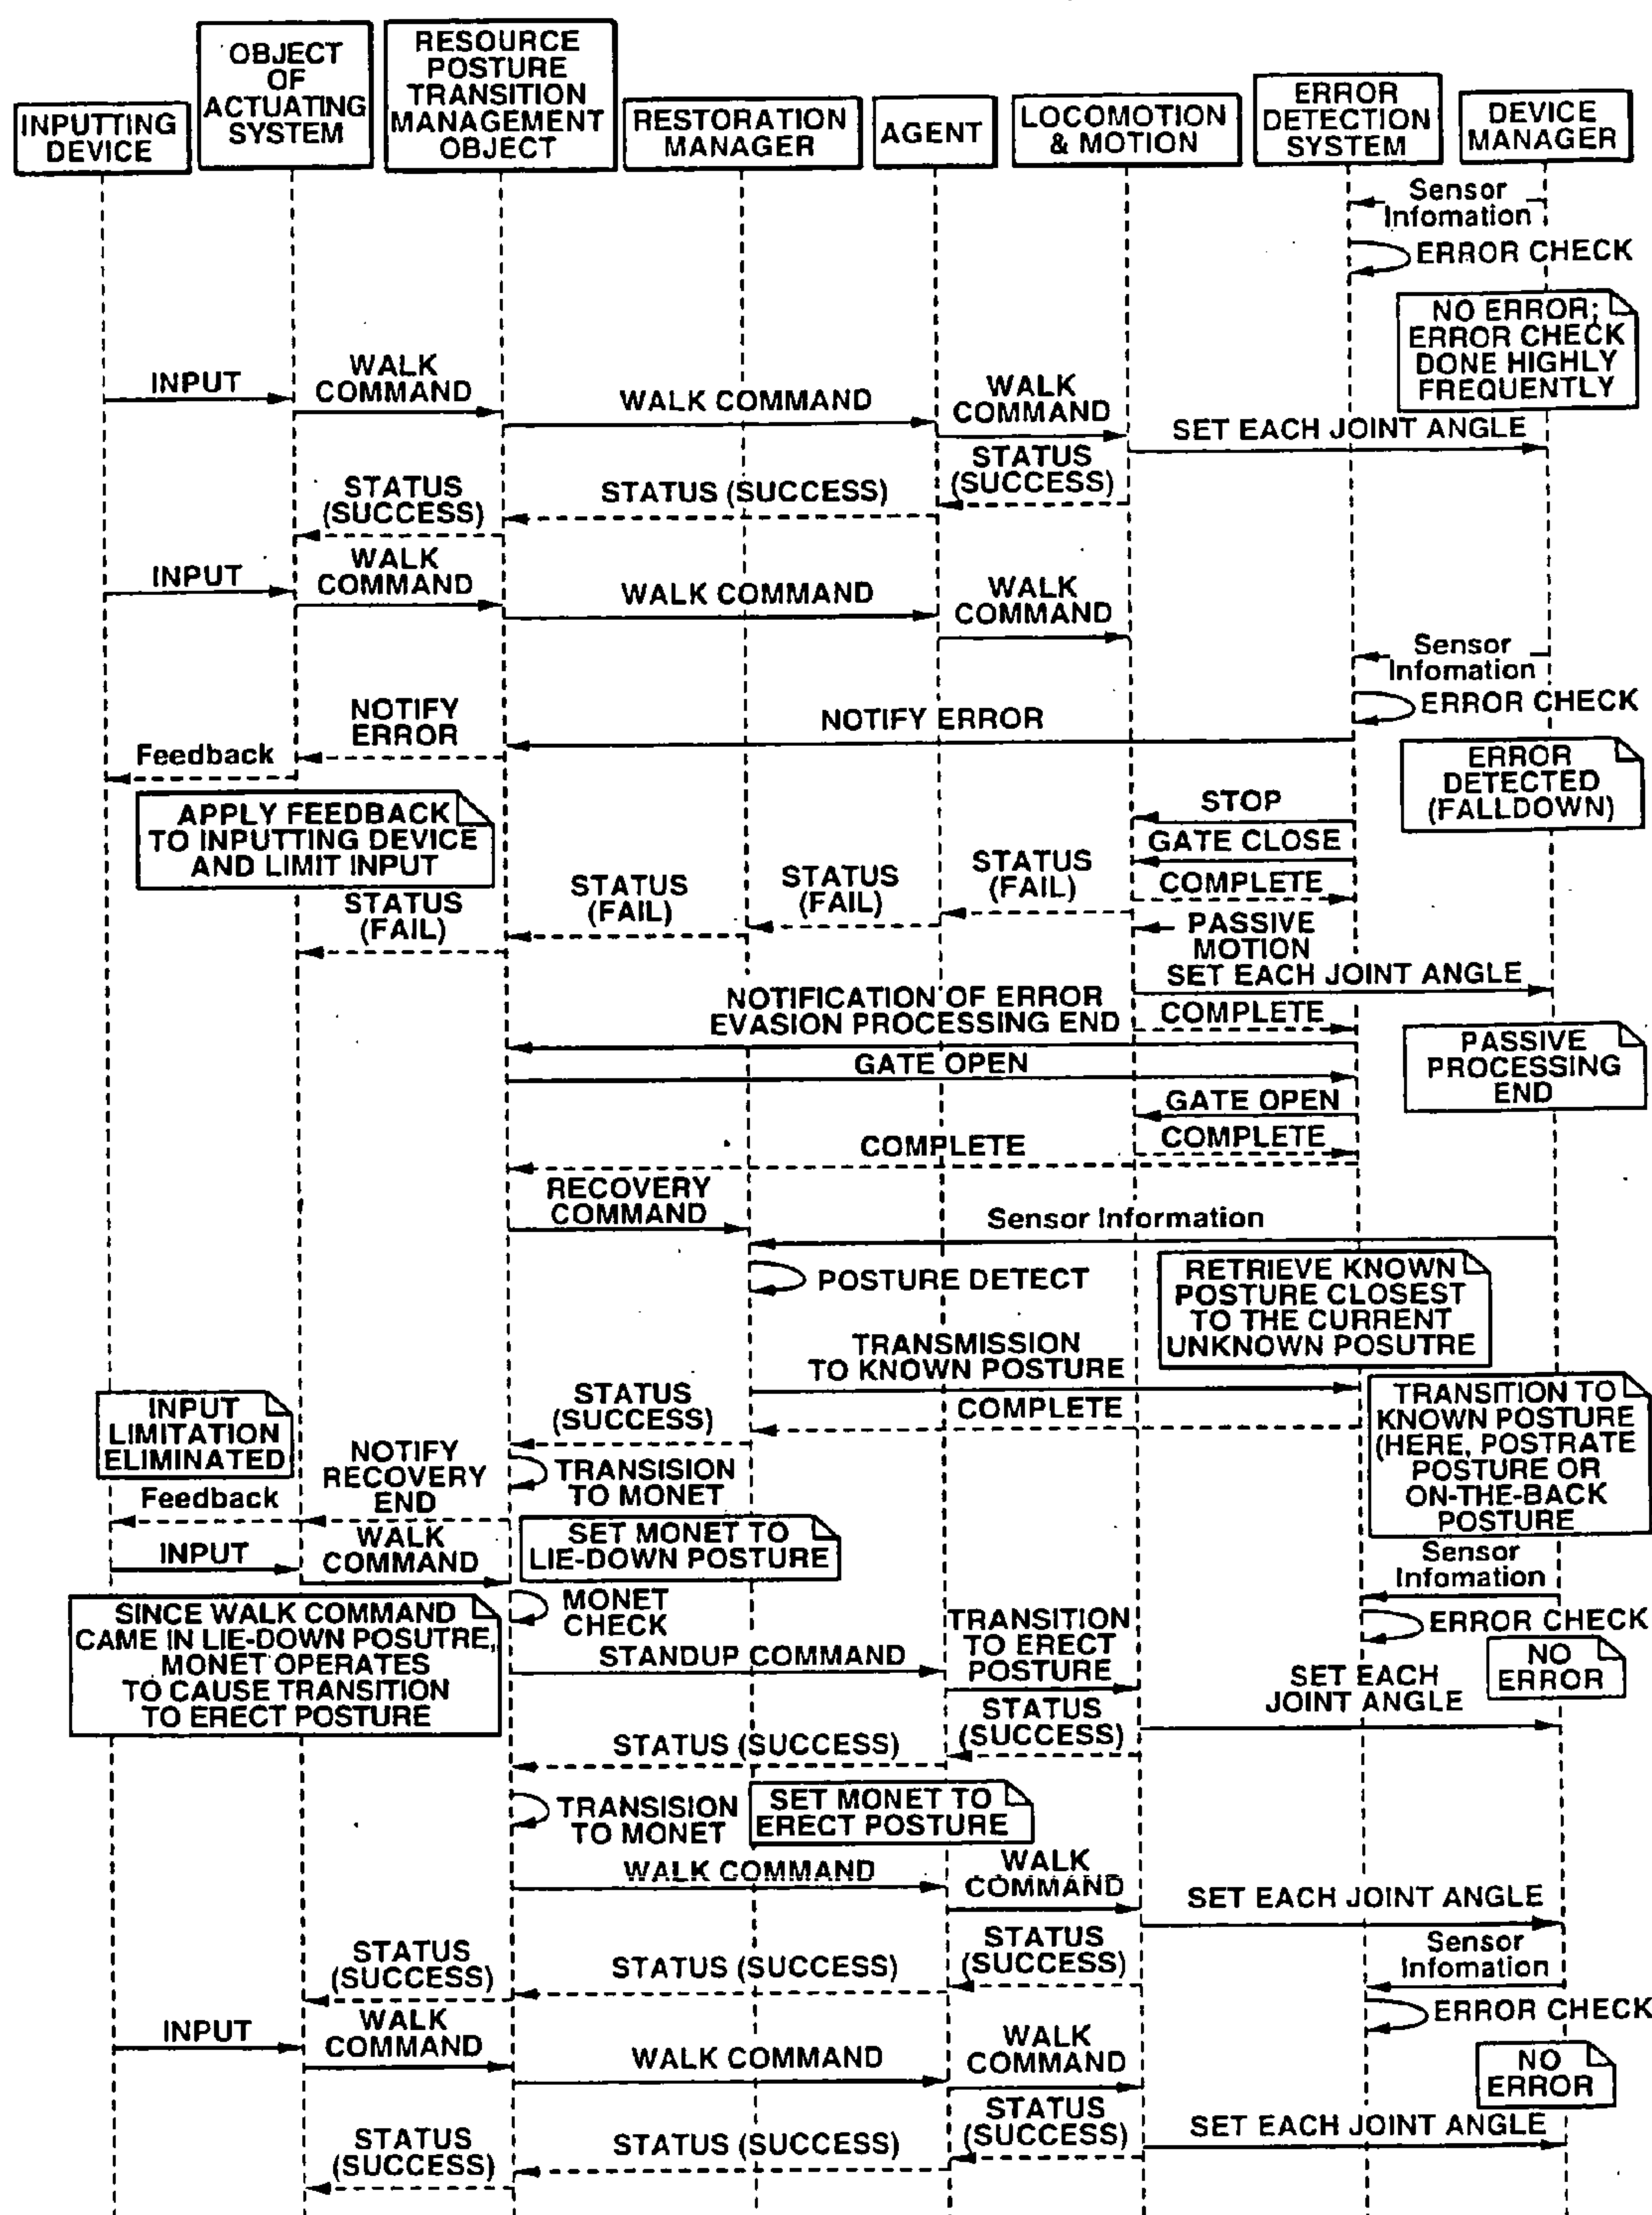 INPUTTING
DEVICE
OBJECT
OF
ACTUATING
SYSTEM
RESOURCE
POSTURE
TRANSITION
MANAGEMENT
OBJECT
RESTORATION
MANAGER
AGENT
LOCOMOTION
& MOTION
ERROR
DETECTION
SYSTEM
DEVICE
MANAGER
Sensor
Infomation
ERROR CHECK
NO ERROR;
ERROR CHECK
DONE HIGHLY
FREQUENTLY
INPUT
WALK
COMMAND
WALK COMMAND
WALK
COMMAND
SET EACH JOINT ANGLE
STATUS
(SUCCESS)
STATUS (SUCCESS)
STATUS
(SUCCESS)
INPUT
WALK
COMMAND
WALK COMMAND
WALK
COMMAND
Sensor
Infomation
ERROR CHECK
NOTIFY ERROR
NOTIFY
ERROR
Feedback
ERROR
DETECTED
(FALLDOWN)
APPLY FEEDBACK
TO INPUTTING DEVICE
AND LIMIT INPUT
STOP
GATE CLOSE
COMPLETE
STATUS
(FAIL)
STATUS
(FAIL)
STATUS
(FAIL)
STATUS
(FAIL)
PASSIVE
MOTION
SET EACH JOINT ANGLE
NOTIFICATION OF ERROR
EVASION PROCESSING END
COMPLETE
PASSIVE
PROCESSING
END
GATE OPEN
GATE OPEN
COMPLETE
COMPLETE
RECOVERY
COMMAND
Sensor Information
POSTURE DETECT
RETRIEVE KNOWN
POSTURE CLOSEST
TO THE CURRENT
UNKNOWN POSUTRE
TRANSMISSION
TO KNOWN POSTURE
COMPLETE
TRANSITION TO
KNOWN POSTURE
(HERE, POSTRATE
POSTURE OR
ON-THE-BACK
POSTURE
STATUS
(SUCCESS)
INPUT
LIMITATION
ELIMINATED
NOTIFY
RECOVERY
END
TRANSISION
TO MONET
Feedback
SET MONET TO
LIE-DOWN POSTURE
INPUT
WALK
COMMAND
Sensor
Infomation
MONET
CHECK
ERROR CHECK
SINCE WALK COMMAND
CAME IN LIE-DOWN POSUTRE,
MONET OPERATES
TO CAUSE TRANSITION
TO ERECT POSTURE
STANDUP COMMAND
TRANSITION
TO ERECT
POSTURE
NO
ERROR
SET EACH
JOINT ANGLE
STATUS
(SUCCESS)
STATUS (SUCCESS)
TRANSISION
TO MONET
SET MONET TO
ERECT POSTURE
WALK COMMAND
WALK
COMMAND
SET EACH JOINT ANGLE
STATUS
(SUCCESS)
STATUS (SUCCESS)
STATUS
(SUCCESS)
Sensor
Infomation
ERROR CHECK
INPUT
WALK
COMMAND
WALK COMMAND
WALK
COMMAND
NO
ERROR
SET EACH JOINT ANGLE
STATUS
(SUCCESS)
STATUS (SUCCESS)
STATUS
(SUCCESS)